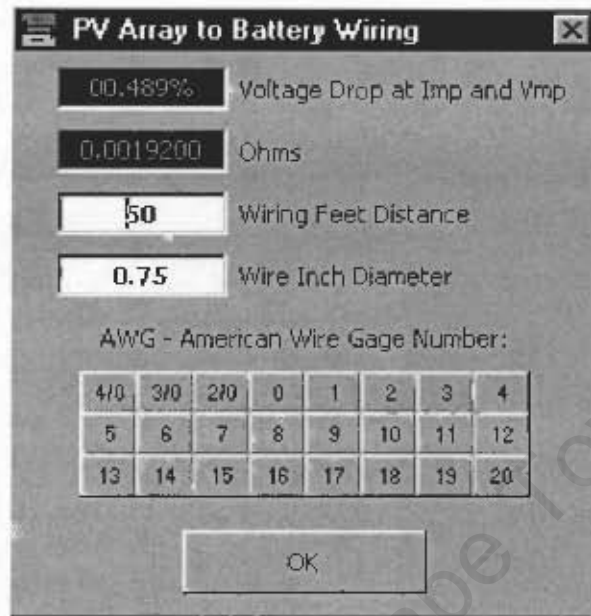 PV Array to Battery Wiring
00.489% Voltage Drop at Imp and Vmp
0.0019200 Ohms
50 Wiring Feet Distance
0.75 Wire Inch Diameter
AWG - American Wire Gage Number:
4/0 3/0 2/0 0 1 2 3 4
5 6 7 8 9 10 11 12
13 14 15 16 17 18 19 20
OK